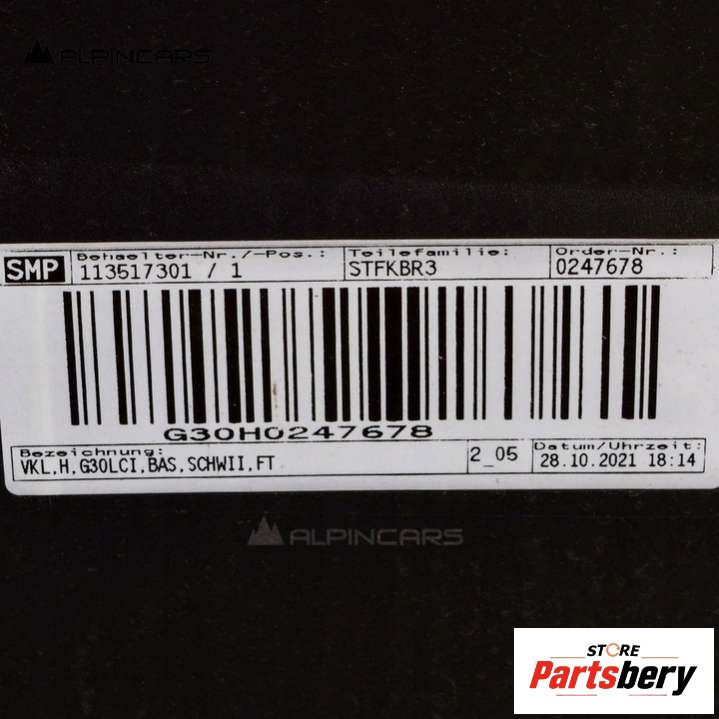 ALPINCARS
SMP
Behaelter-Nr./-Pos.: Teilefamilie: Order-Nr.:
113517301 / 1 STFKBR3 0247678
G30H0247678
Bezeichnung: 2_05 Datum/Uhrzeit:
VKL,H,G30LCI,BAS,SCHWII,FT 28.10.2021 18:14
ALPINCARS
STORE
Partsbery